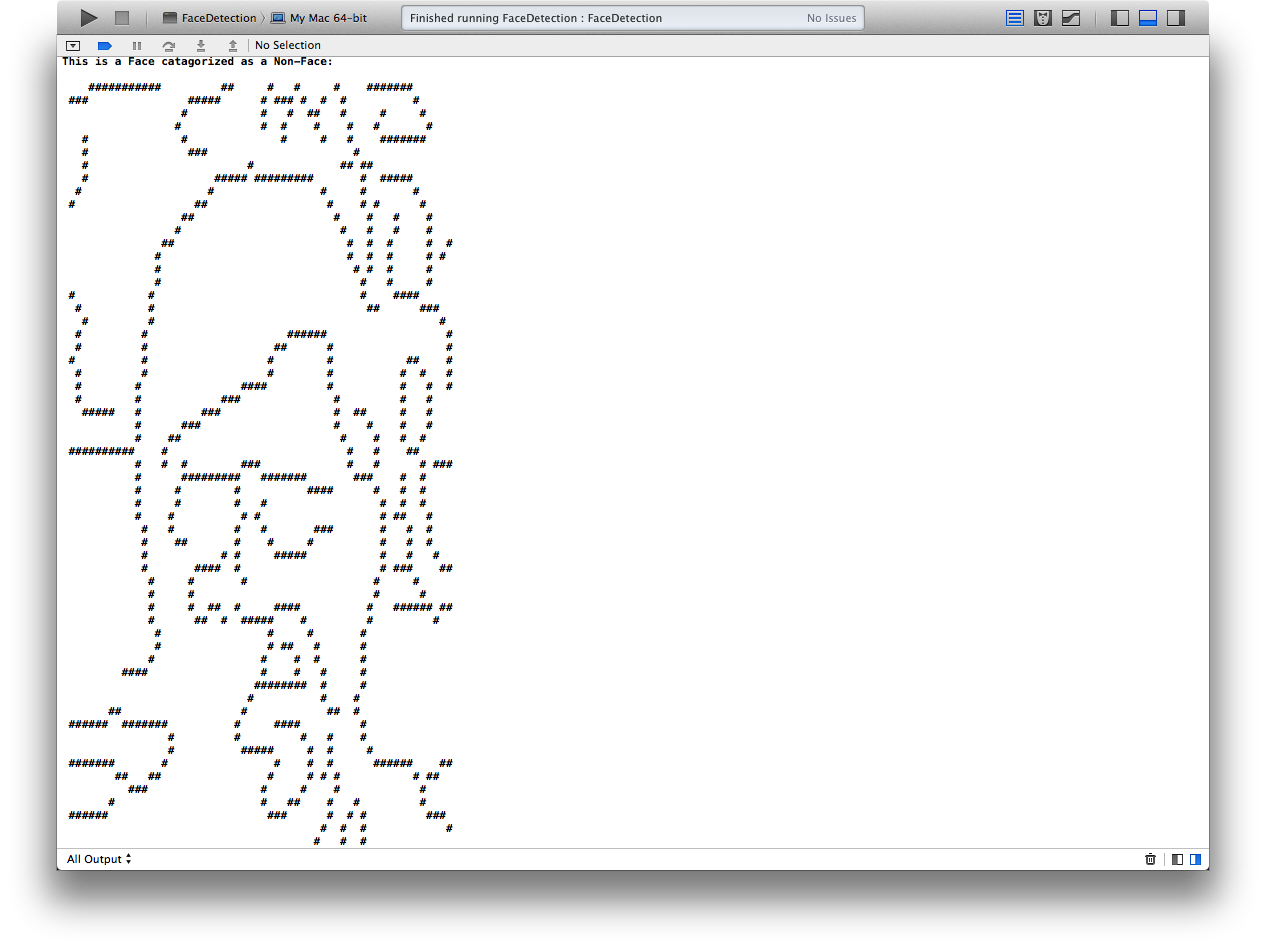 FaceDetection 〉 My Mac 64-bit
Finished running FaceDetection : FaceDetection
No Issues
No Selection
This is a Face catagorized as a Non-Face:
All Output